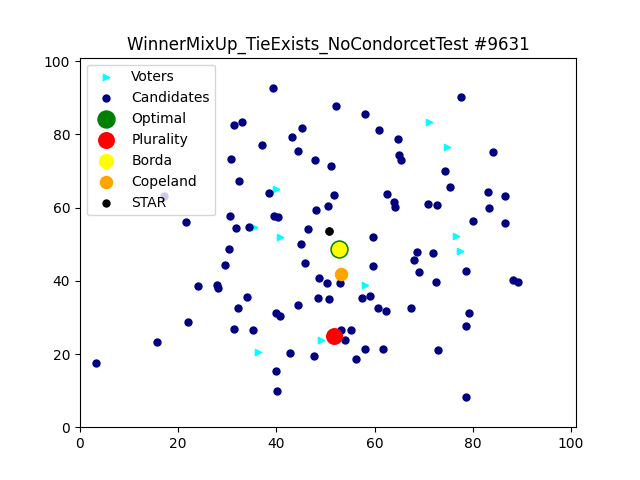 WinnerMixUp_TieExists_NoCondorcetTest #9631
Voters
Candidates
Optimal
Plurality
Borda
Copeland
STAR
100
80
60
40
20
0
0 20 40 60 80 100